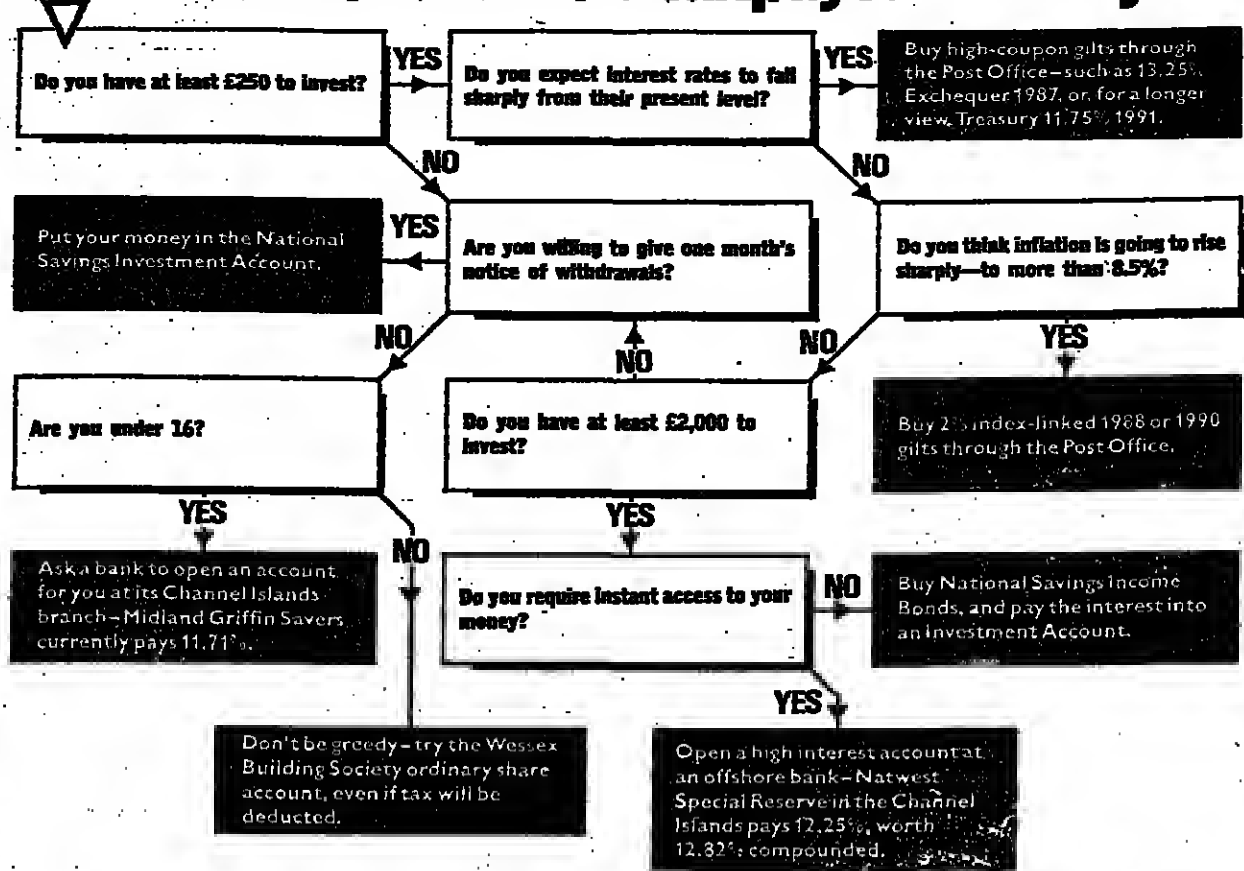 Do you have at least £250 to invest?
YES
Do you expect interest rates to fall
sharply from their present level?
YES
Buy high-coupon gilts through
the Post Office–such as 13.25%
Exchequer 1987, or, for a longer
view, Treasury 11.75% 1991.
NO
NO
Put your money in the National
Savings Investment Account.
YES
Are you willing to give one month's
notice of withdrawals?
Do you think inflation is going to rise
sharply—to more than 8.5%?
NO
NO
NO
YES
Are you under 16?
Do you have at least £2,000 to
invest?
Buy 2% index-linked 1988 or 1990
gilts through the Post Office.
YES
NO
YES
Ask a bank to open an account
for you at its Channel Islands
branch–Midland Griffin Savers
currently pays 11.71%.
Do you require instant access to your
money?
NO
Buy National Savings Income
Bonds, and pay the interest into
an Investment Account.
YES
Don't be greedy–try the Wessex
Building Society ordinary share
account, even if tax will be
deducted.
Open a high interest account at
an offshore bank–Natwest
Special Reserve in the Channel
Islands pays 12.25%, worth
12.82% compounded.